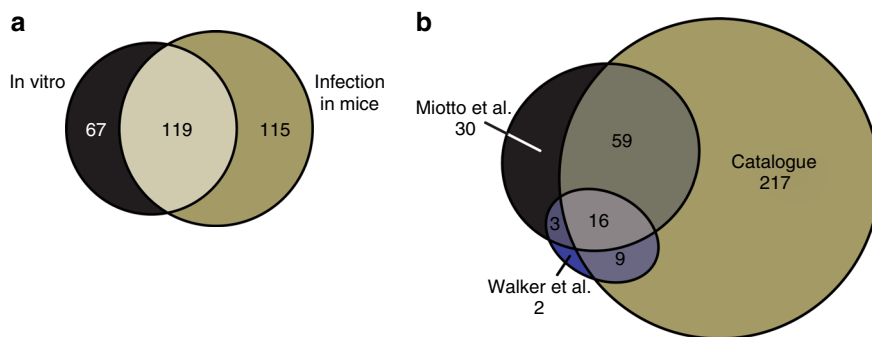 a
In vitro
67
119
115
Infection
in mice
b
Miotto et al.
30
59
Catalogue
217
3
16
9
Walker et al.
2